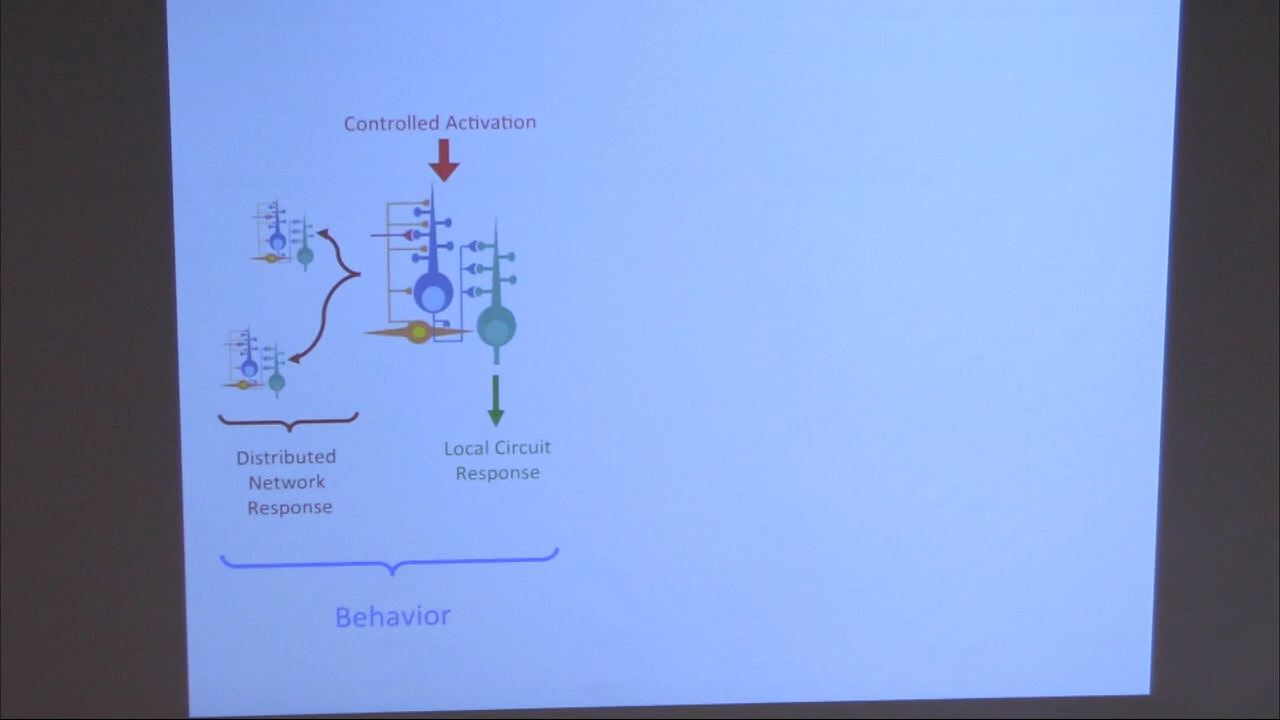 Controlled Activation
Local Circuit
Response
Distributed
Network
Response
Behavior